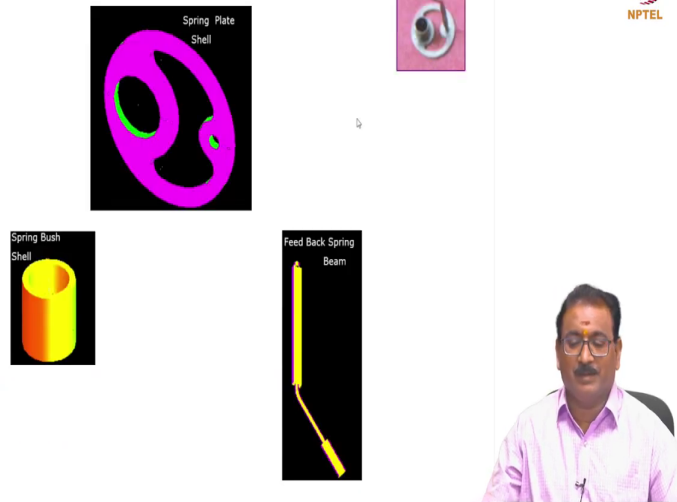 Spring Plate
Shell
NPTEL
Spring Bush
Shell
Feed Back Spring
Beam